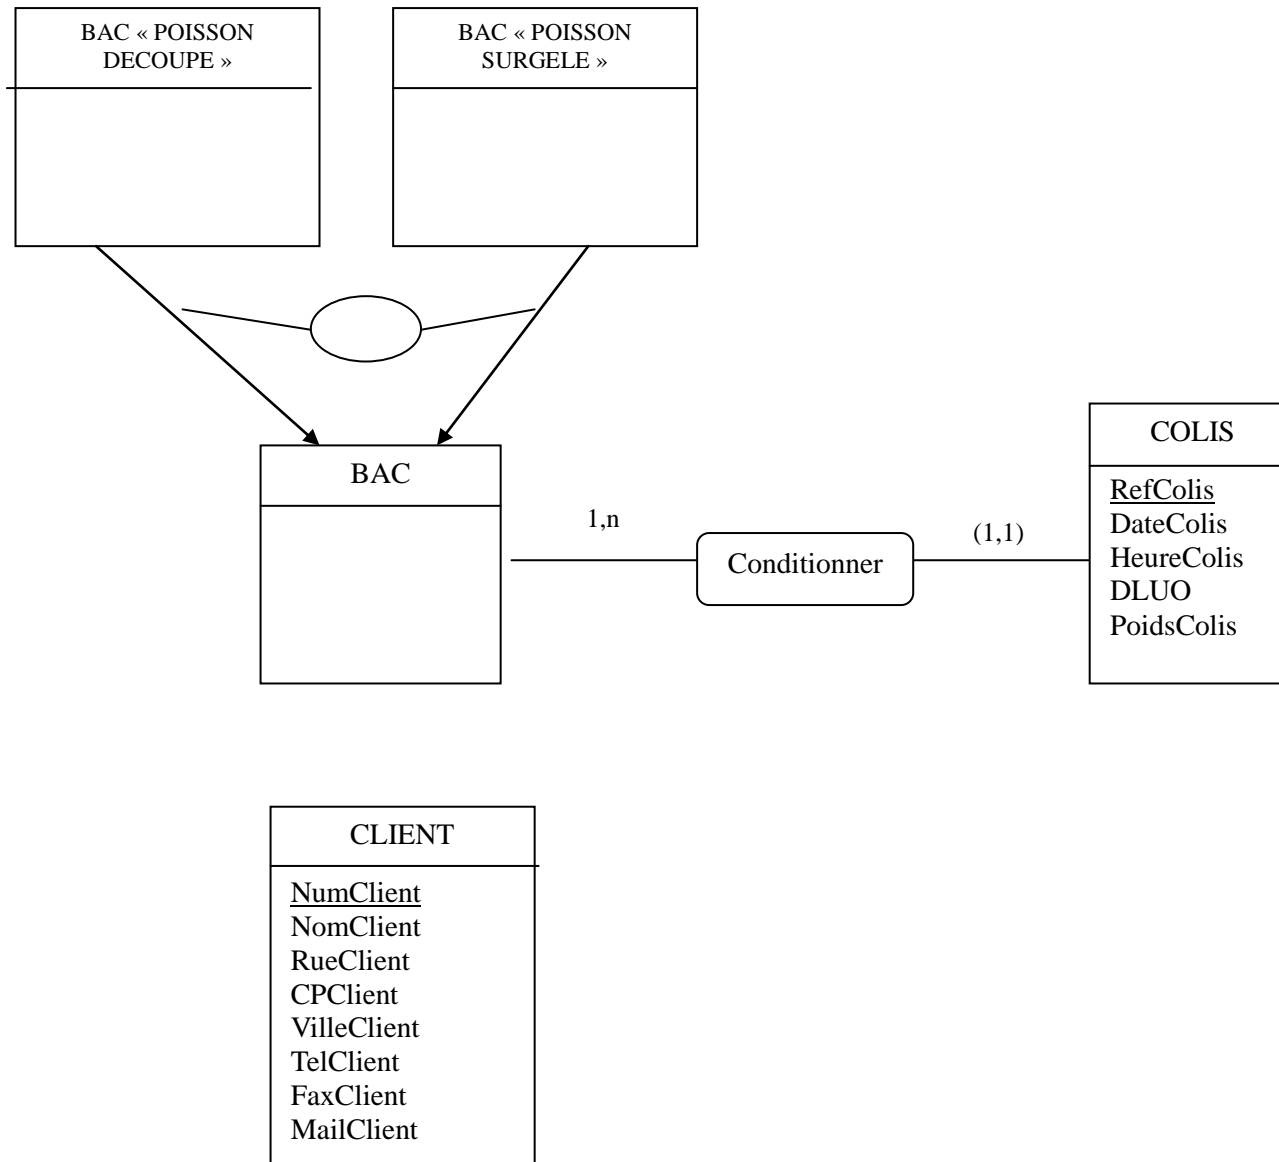 BAC « POISSON
DECOUPE »
BAC « POISSON
SURGELE »
BAC
1,n
Conditionner
(1,1)
COLIS
RefColis
DateColis
HeureColis
DLUO
PoidsColis
CLIENT
NumClient
NomClient
RueClient
CPClient
VilleClient
TelClient
FaxClient
MailClient